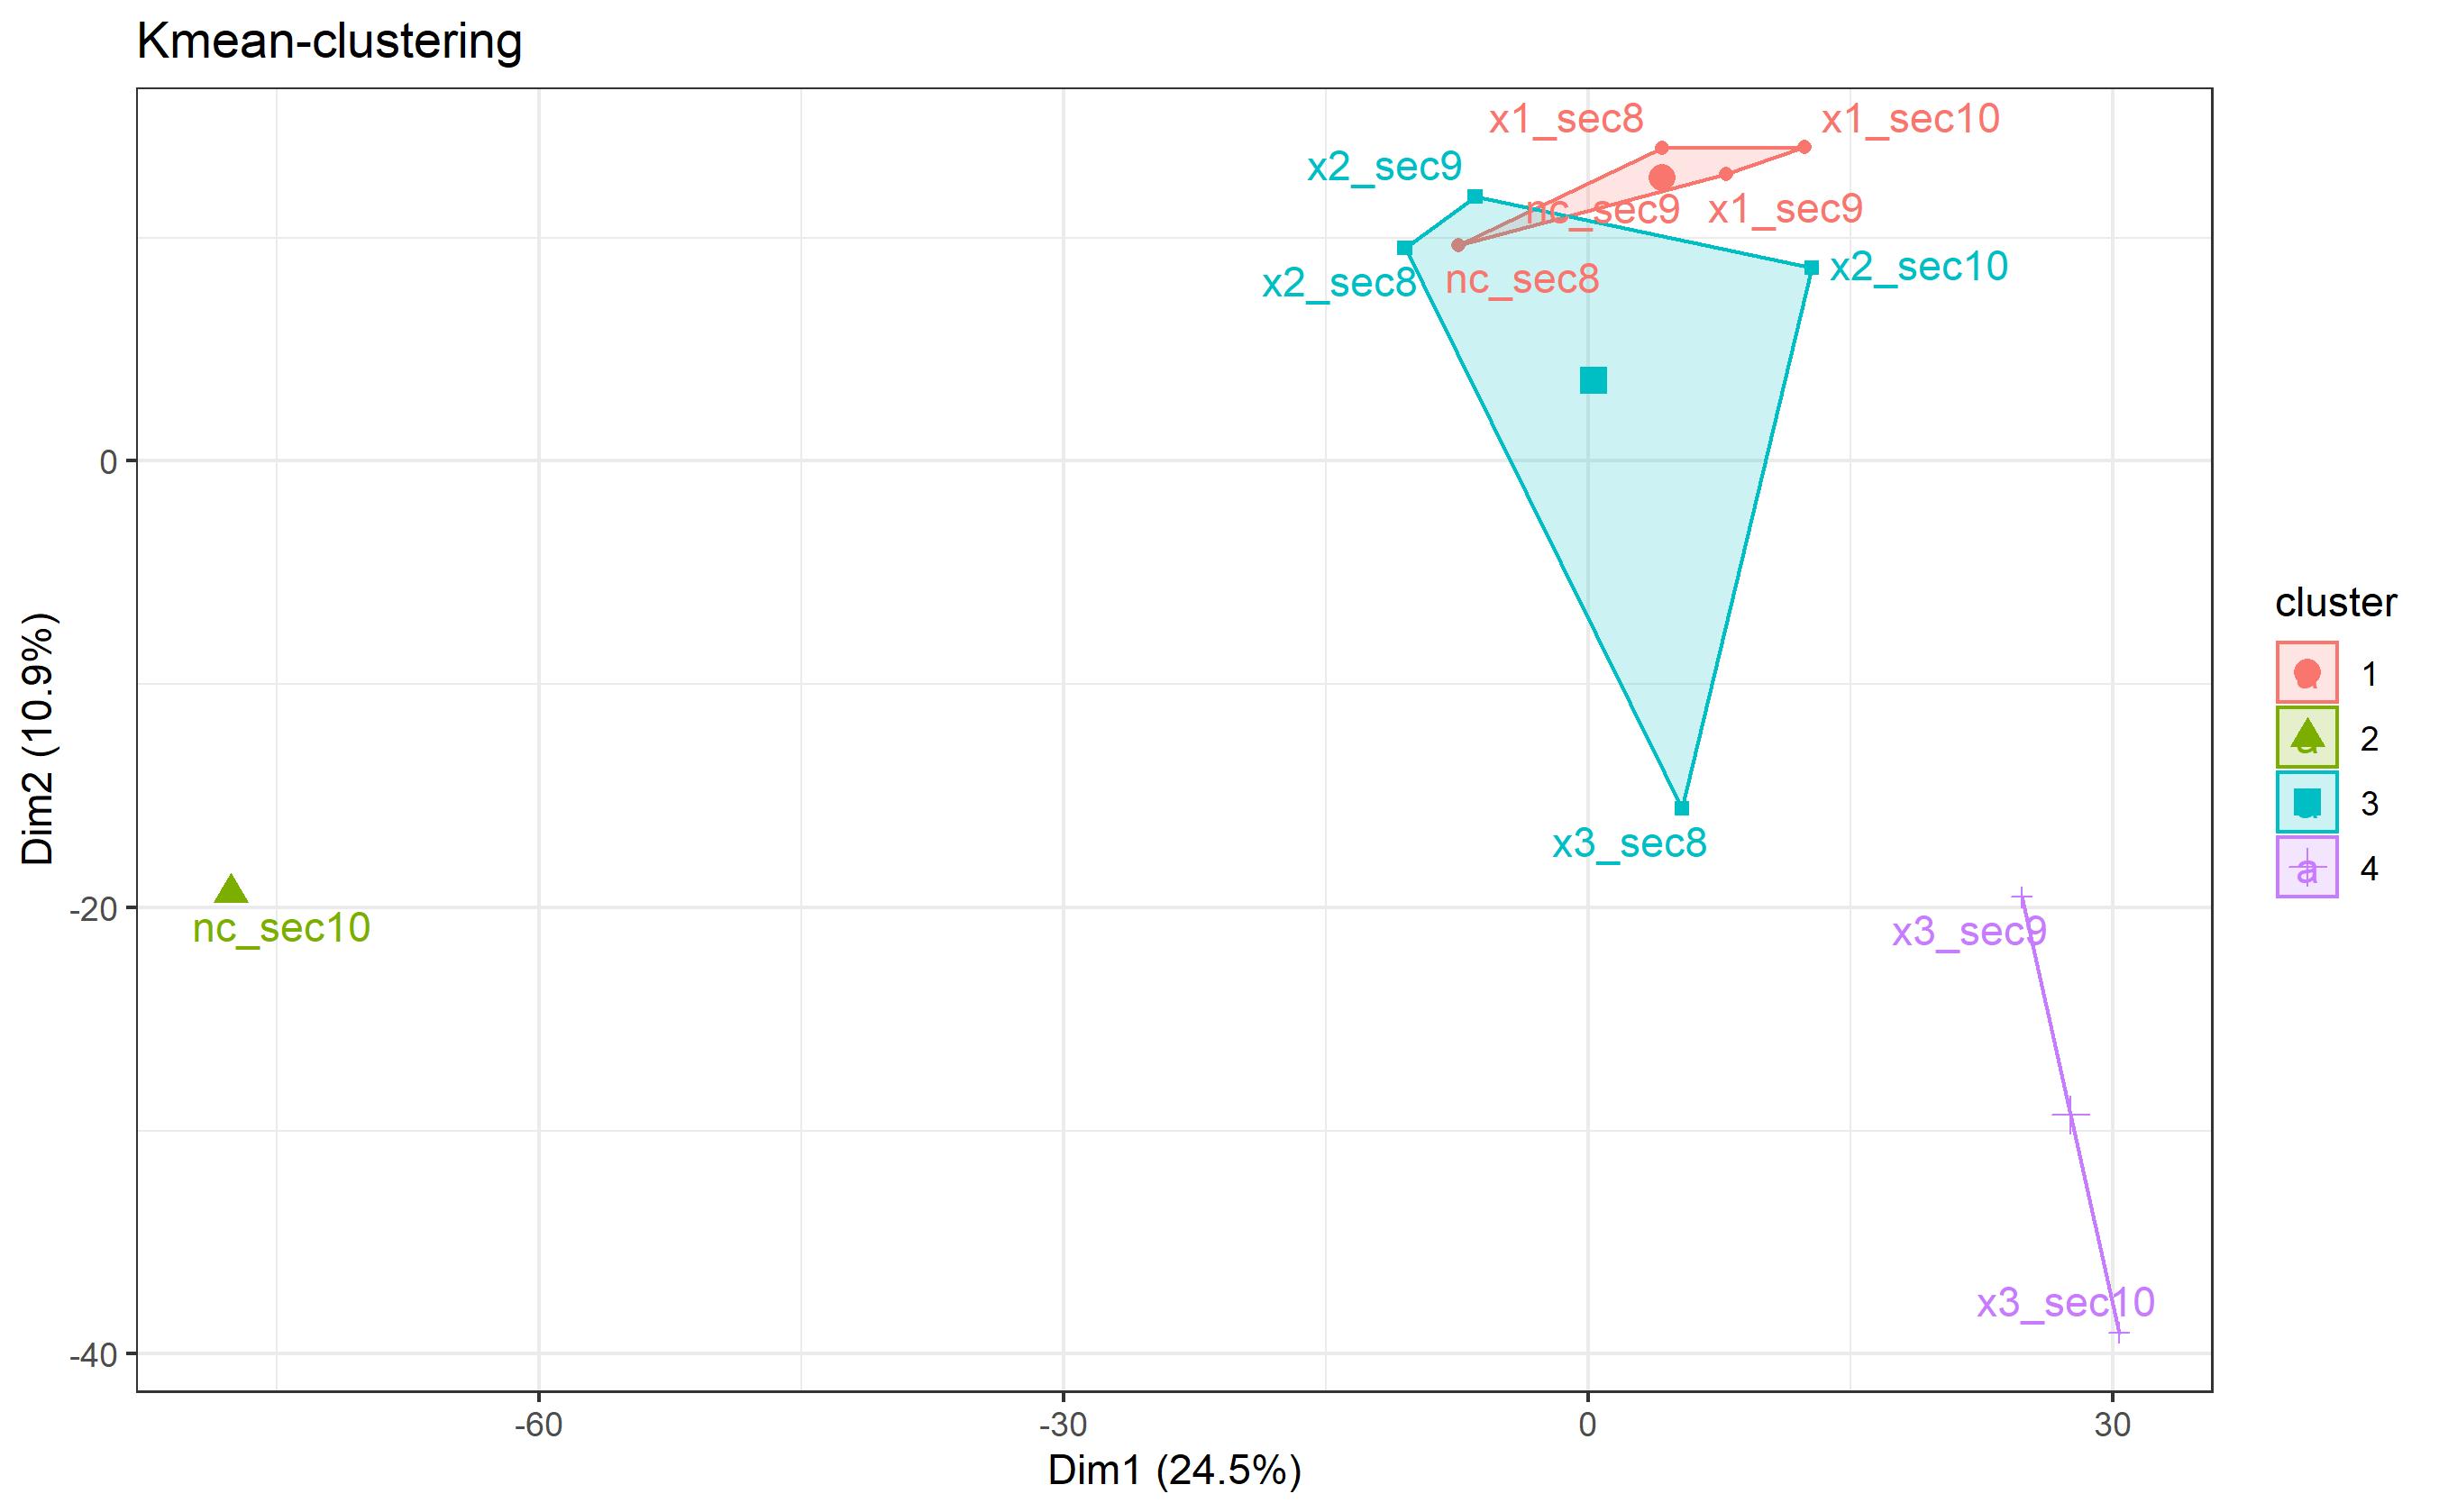 Kmean-clustering
x1_sec8
x1_sec10
x2_sec9
nc_sec9
x1_sec9
x2_sec8
nc_sec8
x2_sec10
x3_sec8
nc_sec10
x3_sec9
x3_sec10
0
-20
-40
-60
-30
0
30
Dim1 (24.5%)
Dim2 (10.9%)
cluster
a 1
a 2
a 3
a 4